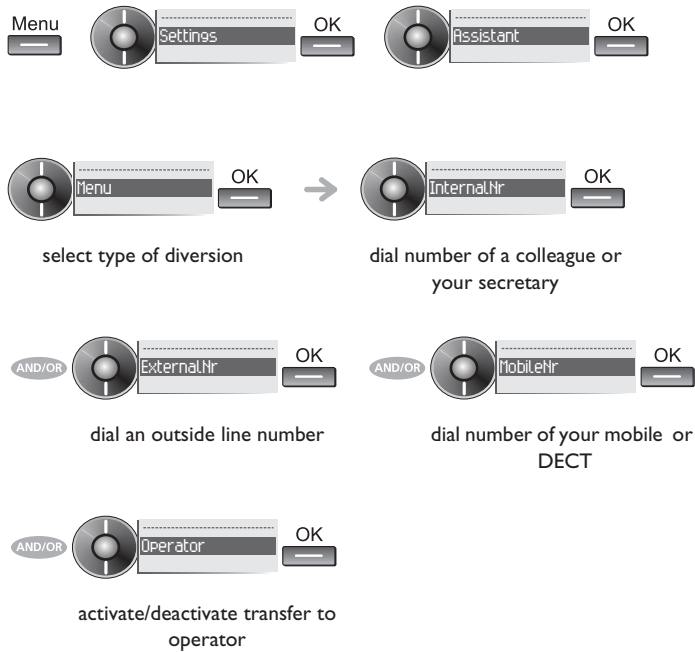 Menu
Settings OK
Assistant OK
Menu OK
InternalNr OK
select type of diversion
dial number of a colleague or
your secretary
AND/OR ExternalNr OK
AND/OR MobileNr OK
dial an outside line number
dial number of your mobile or
DECT
AND/OR Operator OK
activate/deactivate transfer to
operator